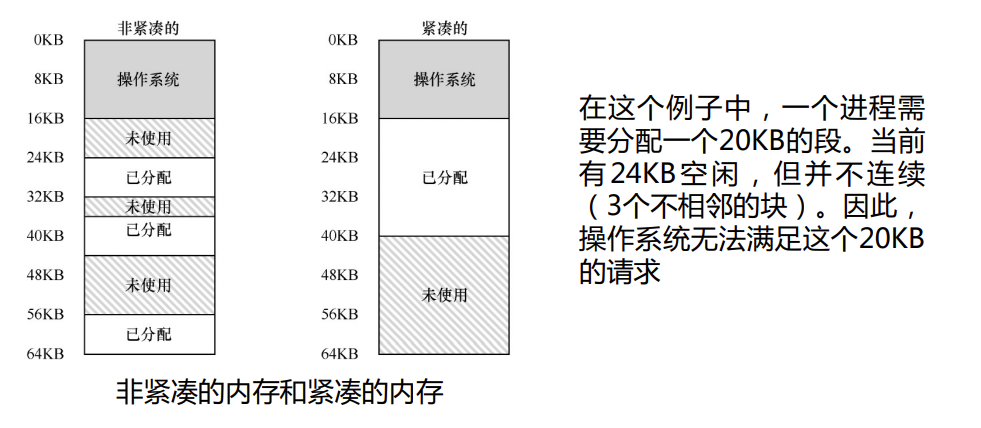 非紧凑的
0KB
操作系统
8KB
16KB
未使用
24KB
已分配
32KB
未使用
已分配
40KB
48KB
未使用
56KB
已分配
64KB
紧凑的
0KB
操作系统
8KB
16KB
24KB
已分配
32KB
40KB
48KB
未使用
56KB
64KB
非紧凑的内存和紧凑的内存
在这个例子中，一个进程需
要分配一个20KB的段。当前
有24KB空闲，但并不连续
（3个不相邻的块）。因此，
操作系统无法满足这个20KB
的请求